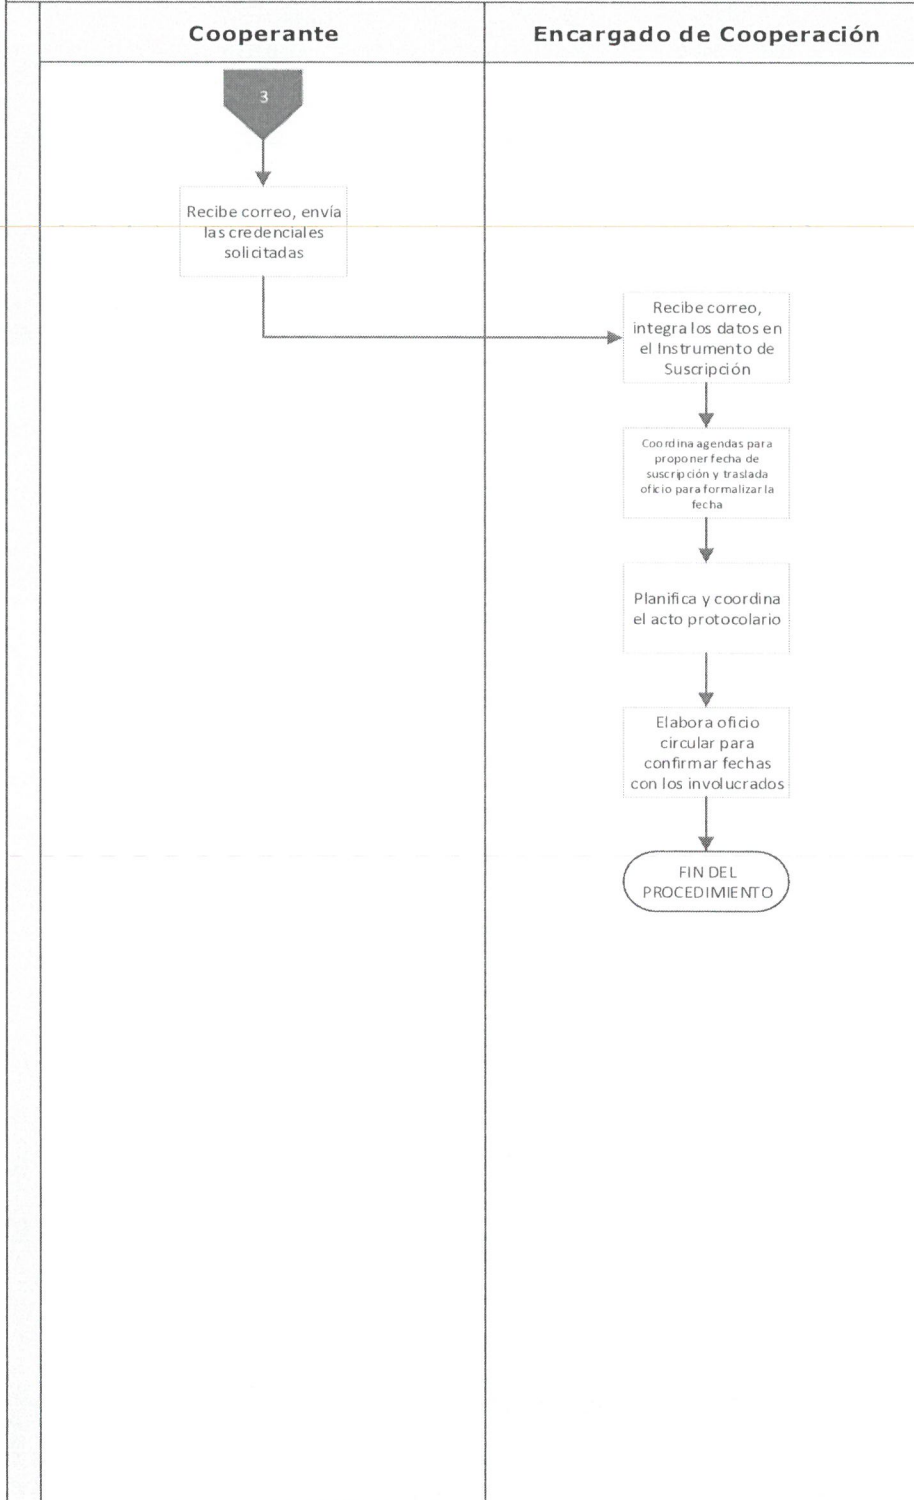 Cooperante
Encargado de Cooperación
3
Recibe correo, envía
las credenciales
solicitadas
Recibe correo,
integra los datos en
el Instrumento de
Suscripción
Coordina agendas para
proponer fecha de
suscripción y traslada
oficio para formalizar la
fecha
Planifica y coordina
el acto protocolario
Elabora oficio
circular para
confirmar fechas
con los involucrados
FIN DEL
PROCEDIMIENTO